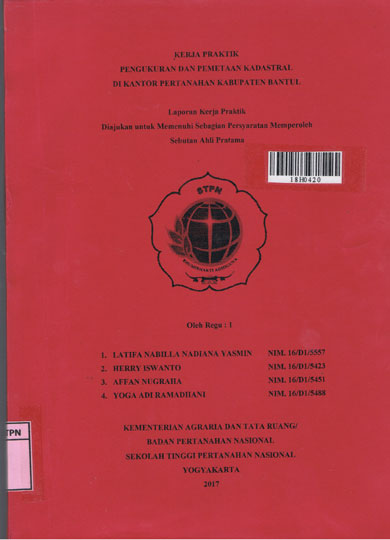 KERJA PRAKTIK
PENGUKURAN DAN PEMETAAN KADASTRAL
DI KANTOR PERTANAHAN KABUPATEN BANTUL
Laporan Kerja Praktik
Diajukan untuk Memenuhi Sebagian Persyaratan Memperoleh
Sebutan Ahli Pratama
18H0420
STPN
Oleh Regu : 1
1. LATIFA NABILLA NADIANA YASMIN NIM. 16/D1/5357
2. HERRY ISWANTO NIM. 16/D1/5423
3. AFFAN NUGRAHA NIM. 16/D1/5451
4. YOGA ADI RAMADHANI NIM. 16/D1/5488
TPN
KEMENTERIAN AGRARIA DAN TATA RUANG/
BADAN PERTANAHAN NASIONAL
SEKOLAH TINGGI PERTANAHAN NASIONAL
YOGYAKARTA
2017